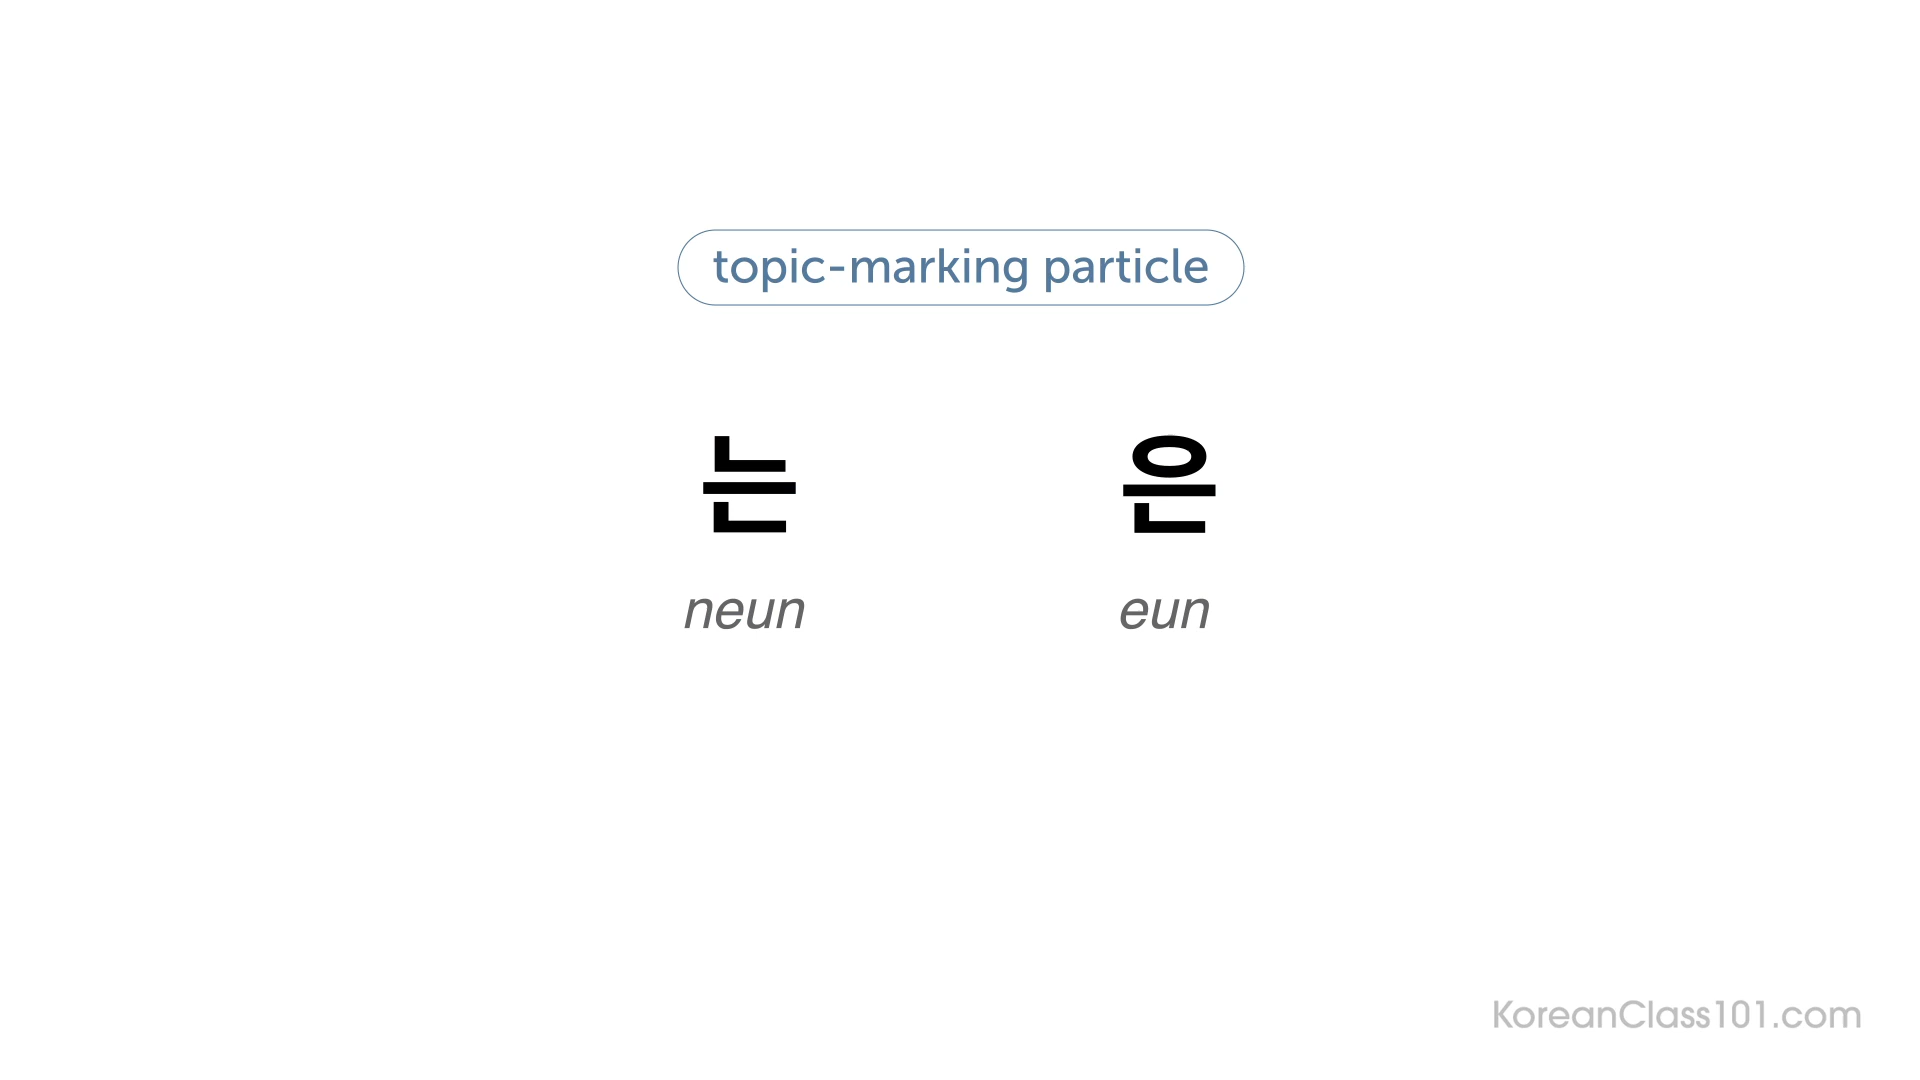 topic-marking particle
는 은
neun eun
KoreanClass101.com